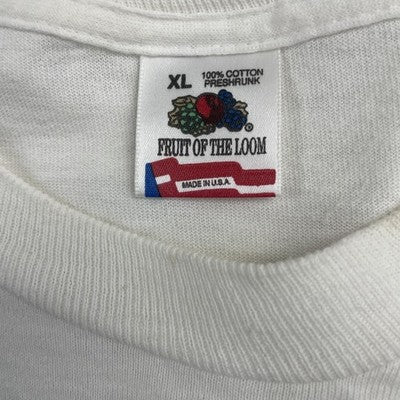 XL 100% COTTON
PRESHRUNK
®
FRUIT OF THE LOOM
MADE IN U.S.A.